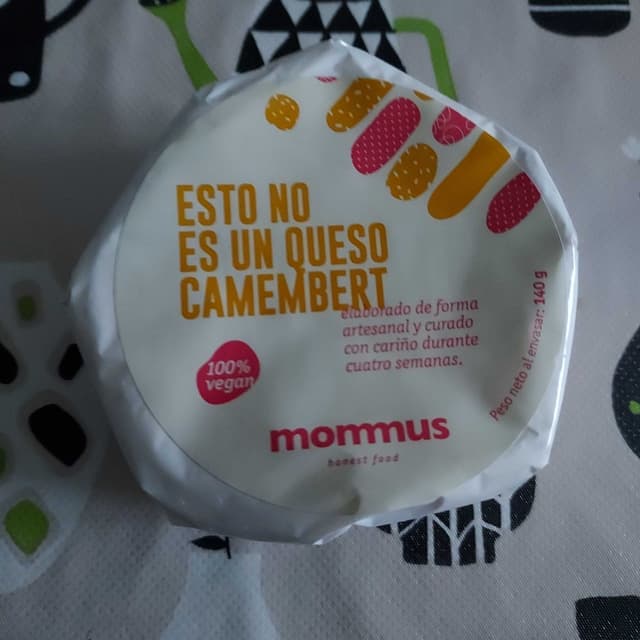 ESTO NO
ES UN QUESO
CAMEMBERT
elaborado de forma
artesanal y curado
con cariño durante
cuatro semanas.
100%
vegan
Peso neto al envasar: 140 g
mommus
honest food